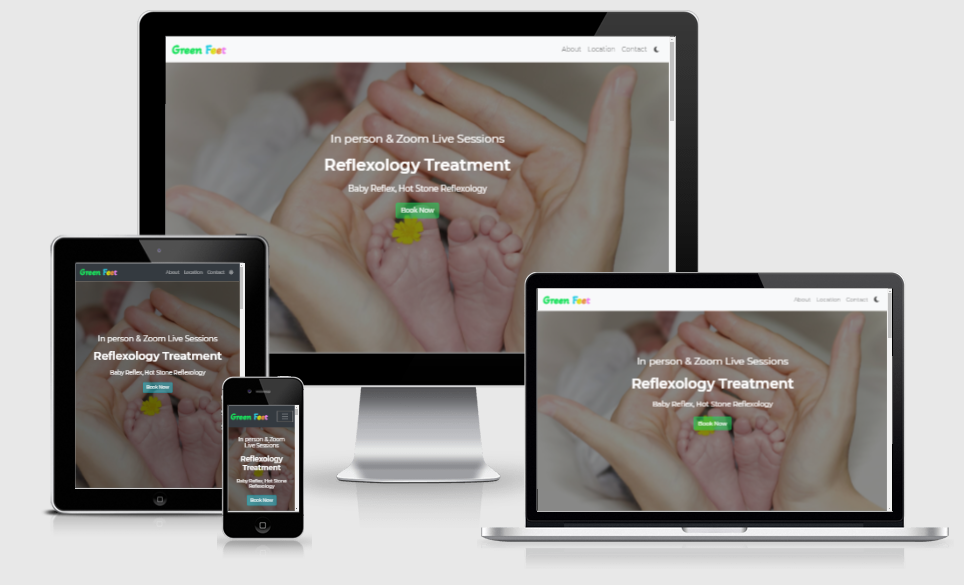 Green Feet
About Location Contact
In person & Zoom Live Sessions
Reflexology Treatment
Baby Reflex, Hot Stone Reflexology
Book Now
Green Feet
About Location Contact
In person & Zoom Live Sessions
Reflexology Treatment
Baby Reflex, Hot Stone Reflexology
Book Now
Green Feet
In person & Zoom
Live Sessions
Reflexology
Treatment
Baby Reflex, Hot Stone
Reflexology
Book Now
Green Feet
About Location Contact
In person & Zoom Live Sessions
Reflexology Treatment
Baby Reflex, Hot Stone Reflexology
Book Now